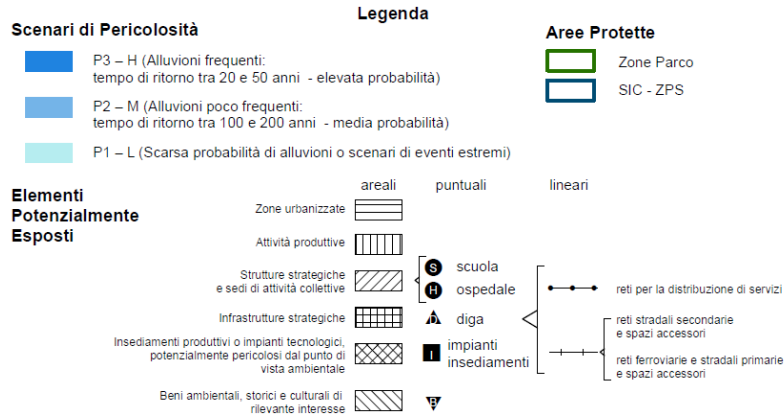 Legenda
Scenari di Pericolosità
P3 – H (Alluvioni frequenti:
tempo di ritorno tra 20 e 50 anni - elevata probabilità)
P2 – M (Alluvioni poco frequenti:
tempo di ritorno tra 100 e 200 anni - media probabilità)
P1 – L (Scarsa probabilità di alluvioni o scenari di eventi estremi)
Aree Protette
Zone Parco
SIC - ZPS
Elementi
Potenzialmente
Esposti
areali
puntuali
lineari
Zone urbanizzate
Attività produttive
Strutture strategiche
e sedi di attività collettive
S scuola
H ospedale
Infrastrutture strategiche
D diga
Insediamenti produttivi o impianti tecnologici,
potenzialmente pericolosi dal punto di
vista ambientale
I impianti
insediamenti
Beni ambientali, storici e culturali di
rilevante interesse
B
reti per la distribuzione di servizi
reti stradali secondarie
e spazi accessori
reti ferroviarie e stradali primarie
e spazi accessori